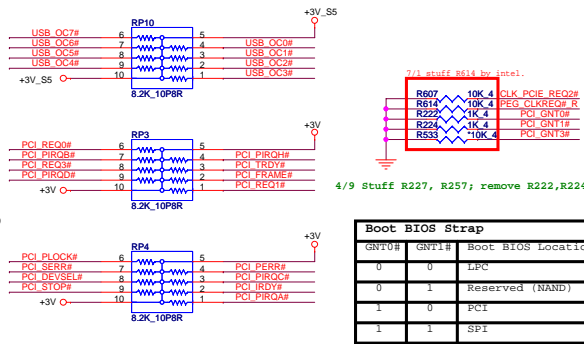 +3V_S5
RP10
USB_OC7# 6 5
USB_OC6# 7 4 USB_OC0#
USB_OC5# 8 3 USB_OC1#
USB_OC4# 9 2 USB_OC2#
+3V_S5 10 1 USB_OC3#
8.2K_10P8R
+3V
RP3
PCI_REQ0# 6 5
PCI_PIRQB# 7 4 PCI_PIRQH#
PCI_REQ3# 8 3 PCI_TRDY#
PCI_PIRQD# 9 2 PCI_FRAME#
+3V 10 1 PCI_REQ1#
8.2K_10P8R
+3V
RP4
PCI_PLOCK# 6 5
PCI_SERR# 7 4 PCI_PERR#
PCI_DEVSEL# 8 3 PCI_PIRQC#
PCI_STOP# 9 2 PCI_IRDY#
+3V 10 1 PCI_PIRQA#
8.2K_10P8R
7/1 stuff R614 by intel.
R607 10K_4 CLK_PCIE_REQ2#
R614 10K_4 PEG_CLKREQ#_R
R222 1K_4 PCI_GNT0#
R224 1K_4 PCI_GNT1#
R533 *10K_4 PCI_GNT3#
4/9 Stuff R227, R257; remove R222,R224
Boot BIOS Strap
GNT0# GNT1# Boot BIOS Locatio
0 0 LPC
0 1 Reserved (NAND)
1 0 PCI
1 1 SPI